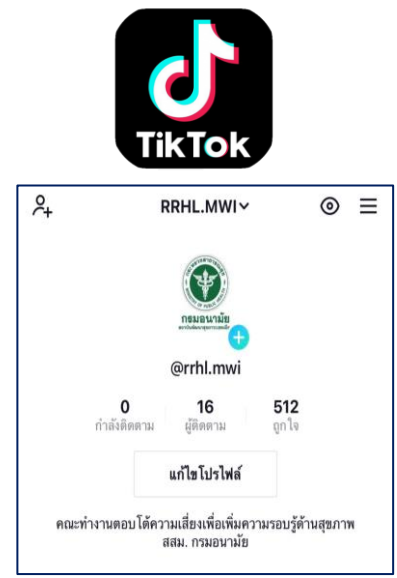 TikTok
RRHL.MWI
กรมอนามัย
@rrhl.mwi
0 16 512
กำลังติดตาม ผู้ติดตาม ถูกใจ
แก้ไขโปรไฟล์
คณะทำงานตอบโต้ความเสี่ยงเพื่อเพิ่มความรอบรู้ด้านสุขภาพ
สสม. กรมอนามัย